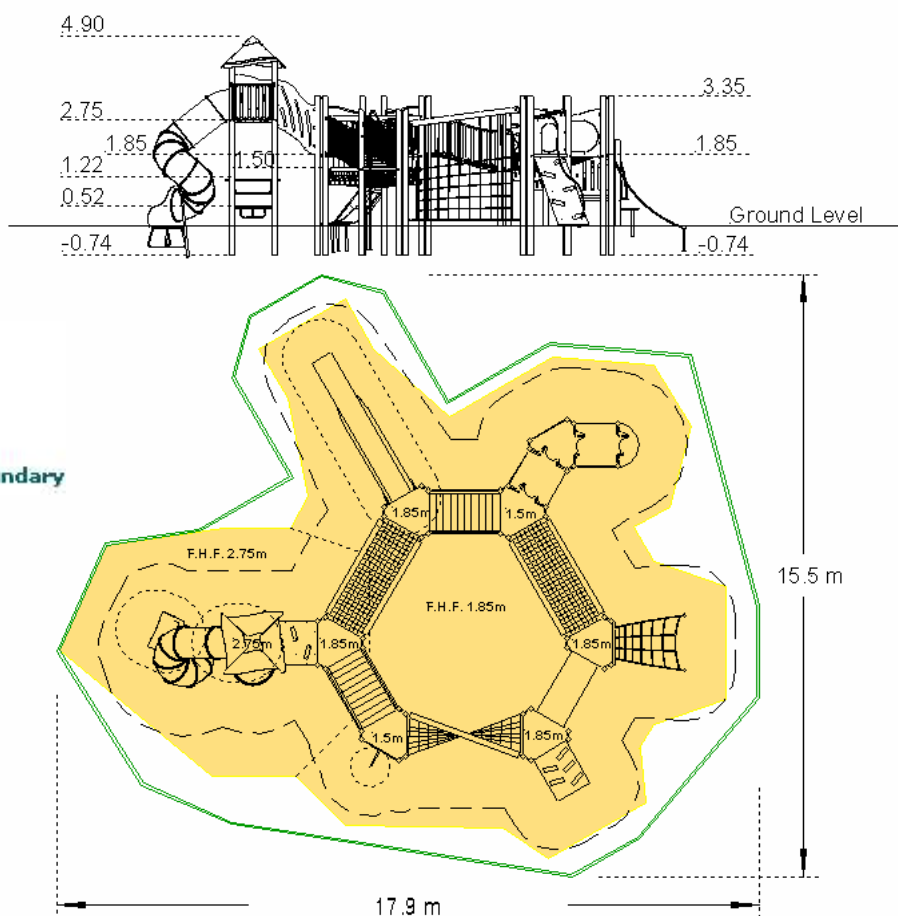 4.90
3.35
2.75
1.85
1.50
1.85
1.22
0.52
Ground Level
-0.74
-0.74
ndary
1.85m
1.5m
F.H.F. 2.75m
15.5 m
F.H.F. 1.85m
2.75m
1.85m
1.85m
1.5m
1.85m
17.9 m